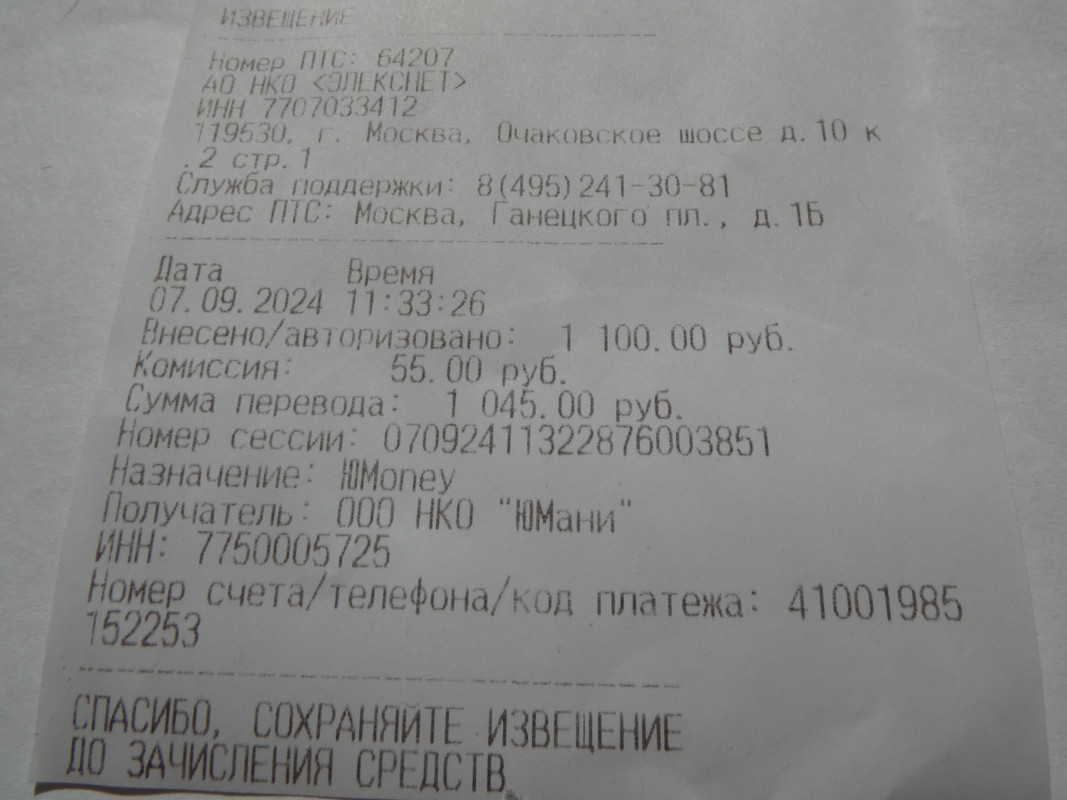 ИЗВЕЩЕНИЕ
Номер ПТС: 64207
АО НКО <ЭЛЕКСНЕТ>
ИНН 7707033412
119530, г. Москва, Очаковское шоссе д.10 к
.2 стр.1
Служба поддержки: 8(495)241-30-81
Адрес ПТС: Москва, Ганецкого пл., д.1Б
Дата Время
07.09.2024 11:33:26
Внесено/авторизовано: 1 100.00 руб.
Комиссия: 55.00 руб.
Сумма перевода: 1 045.00 руб.
Номер сессии: 07092411322876003851
Назначение: ЮMoney
Получатель: ООО НКО "ЮМани"
ИНН: 7750005725
Номер счета/телефона/код платежа: 41001985
152253
СПАСИБО, СОХРАНЯЙТЕ ИЗВЕЩЕНИЕ
ДО ЗАЧИСЛЕНИЯ СРЕДСТВ